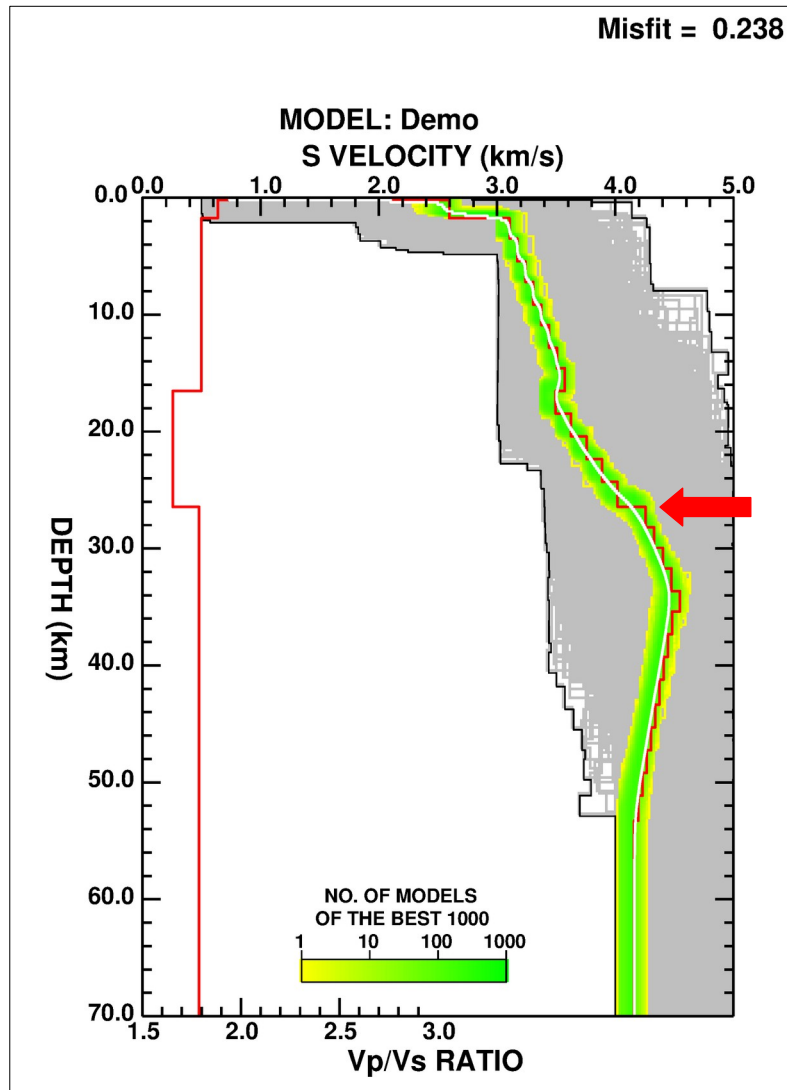 Misfit = 0.238
MODEL: Demo
S VELOCITY (km/s)
0.0 1.0 2.0 3.0 4.0 5.0
0.0
10.0
20.0
30.0
40.0
50.0
60.0
70.0
DEPTH (km)
NO. OF MODELS
OF THE BEST 1000
1 10 100 1000
1.5 2.0 2.5 3.0
Vp/Vs RATIO